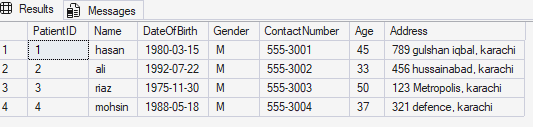 Results Messages
PatientID Name DateOfBirth Gender ContactNumber Age Address
1 1 hasan 1980-03-15 M 555-3001 45 789 gulshan iqbal, karachi
2 2 ali 1992-07-22 M 555-3002 33 456 hussainabad, karachi
3 3 riaz 1975-11-30 M 555-3003 50 123 Metropolis, karachi
4 4 mohsin 1988-05-18 M 555-3004 37 321 defence, karachi